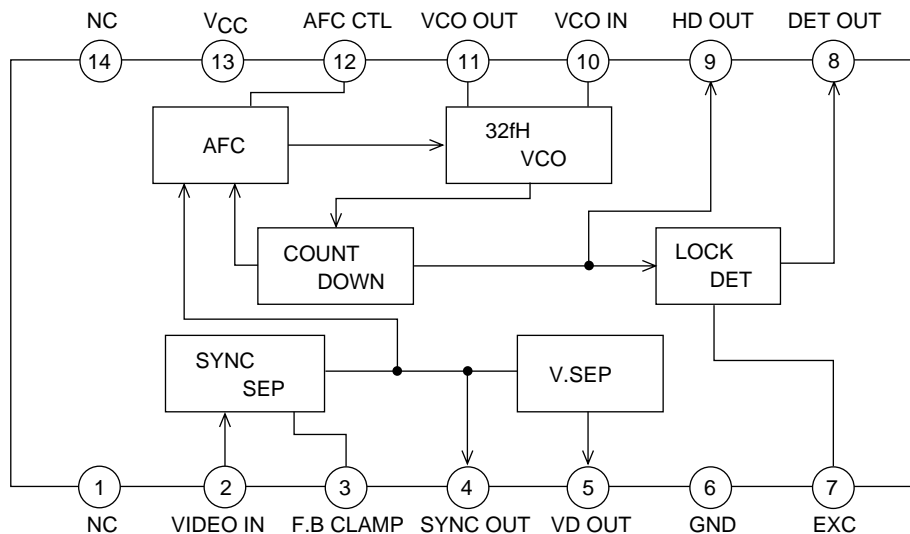 NC VCC AFC CTL VCO OUT VCO IN HD OUT DET OUT
14 13 12 11 10 9 8
AFC
32fH
VCO
COUNT
DOWN
LOCK
DET
SYNC
SEP
V.SEP
1 2 3 4 5 6 7
NC VIDEO IN F.B CLAMP SYNC OUT VD OUT GND EXC